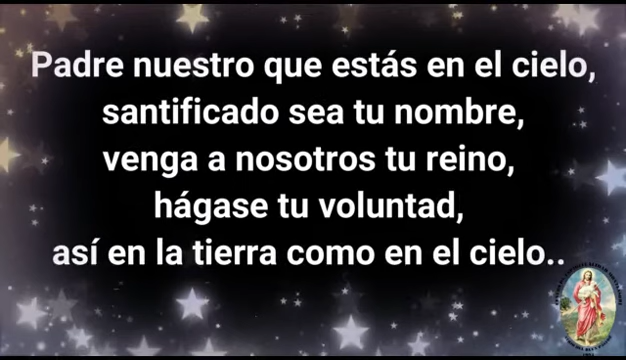 Padre nuestro que estás en el cielo,
santificado sea tu nombre,
venga a nosotros tu reino,
hágase tu voluntad,
así en la tierra como en el cielo..